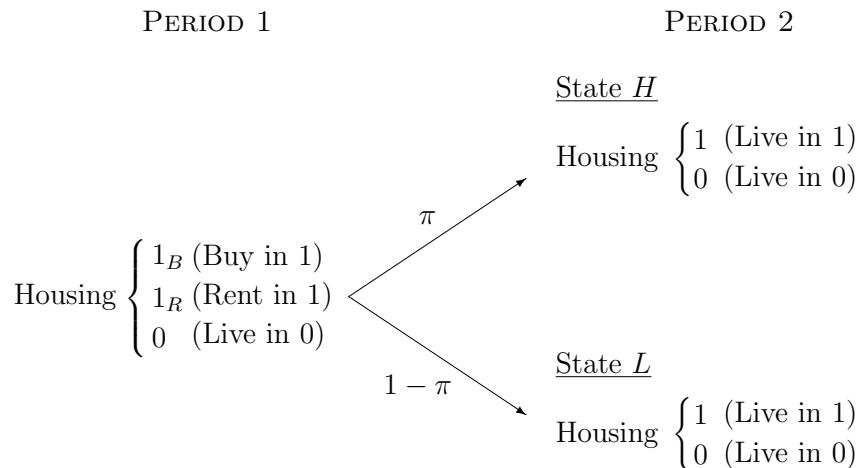 PERIOD 1
PERIOD 2
State H
Housing { 1 (Live in 1)
0 (Live in 0)
π
Housing { 1_B (Buy in 1)
1_R (Rent in 1)
0 (Live in 0)
1 − π
State L
Housing { 1 (Live in 1)
0 (Live in 0)